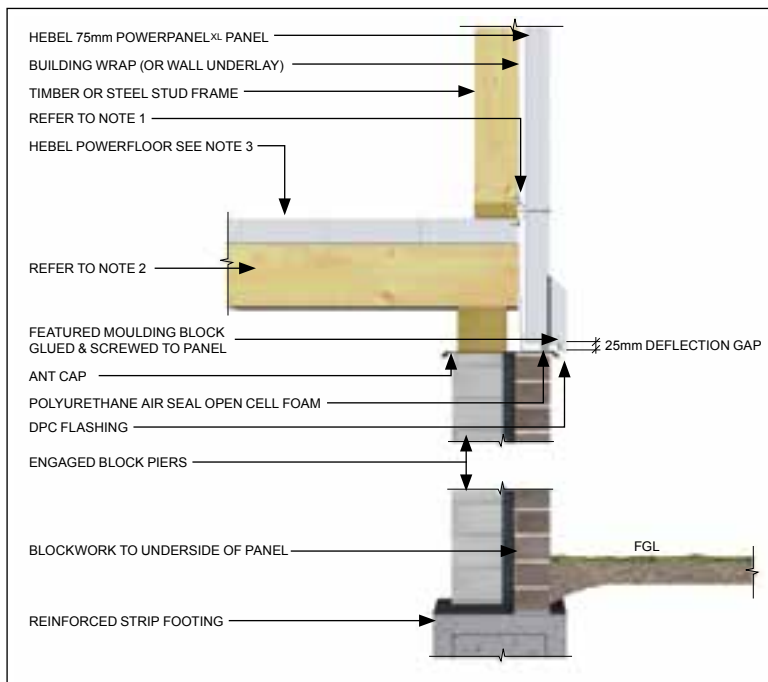 HEBEL 75mm POWERPANEL XL PANEL
BUILDING WRAP (OR WALL UNDERLAY)
TIMBER OR STEEL STUD FRAME
REFER TO NOTE 1
HEBEL POWERFLOOR SEE NOTE 3
REFER TO NOTE 2
FEATURED MOULDING BLOCK
GLUED & SCREWED TO PANEL
25mm DEFLECTION GAP
ANT CAP
POLYURETHANE AIR SEAL OPEN CELL FOAM
DPC FLASHING
ENGAGED BLOCK PIERS
BLOCKWORK TO UNDERSIDE OF PANEL
FGL
REINFORCED STRIP FOOTING